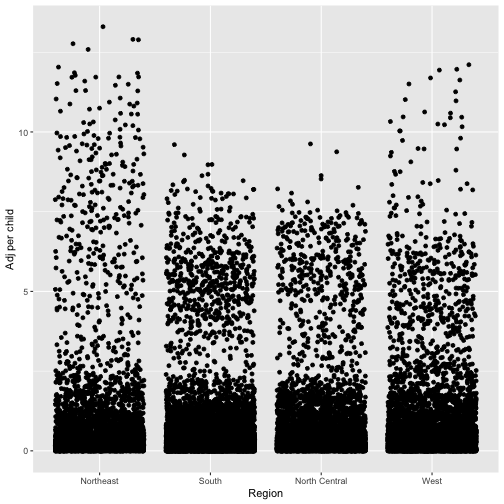 10
5
0
Adj per child
Northeast
South
North Central
West
Region